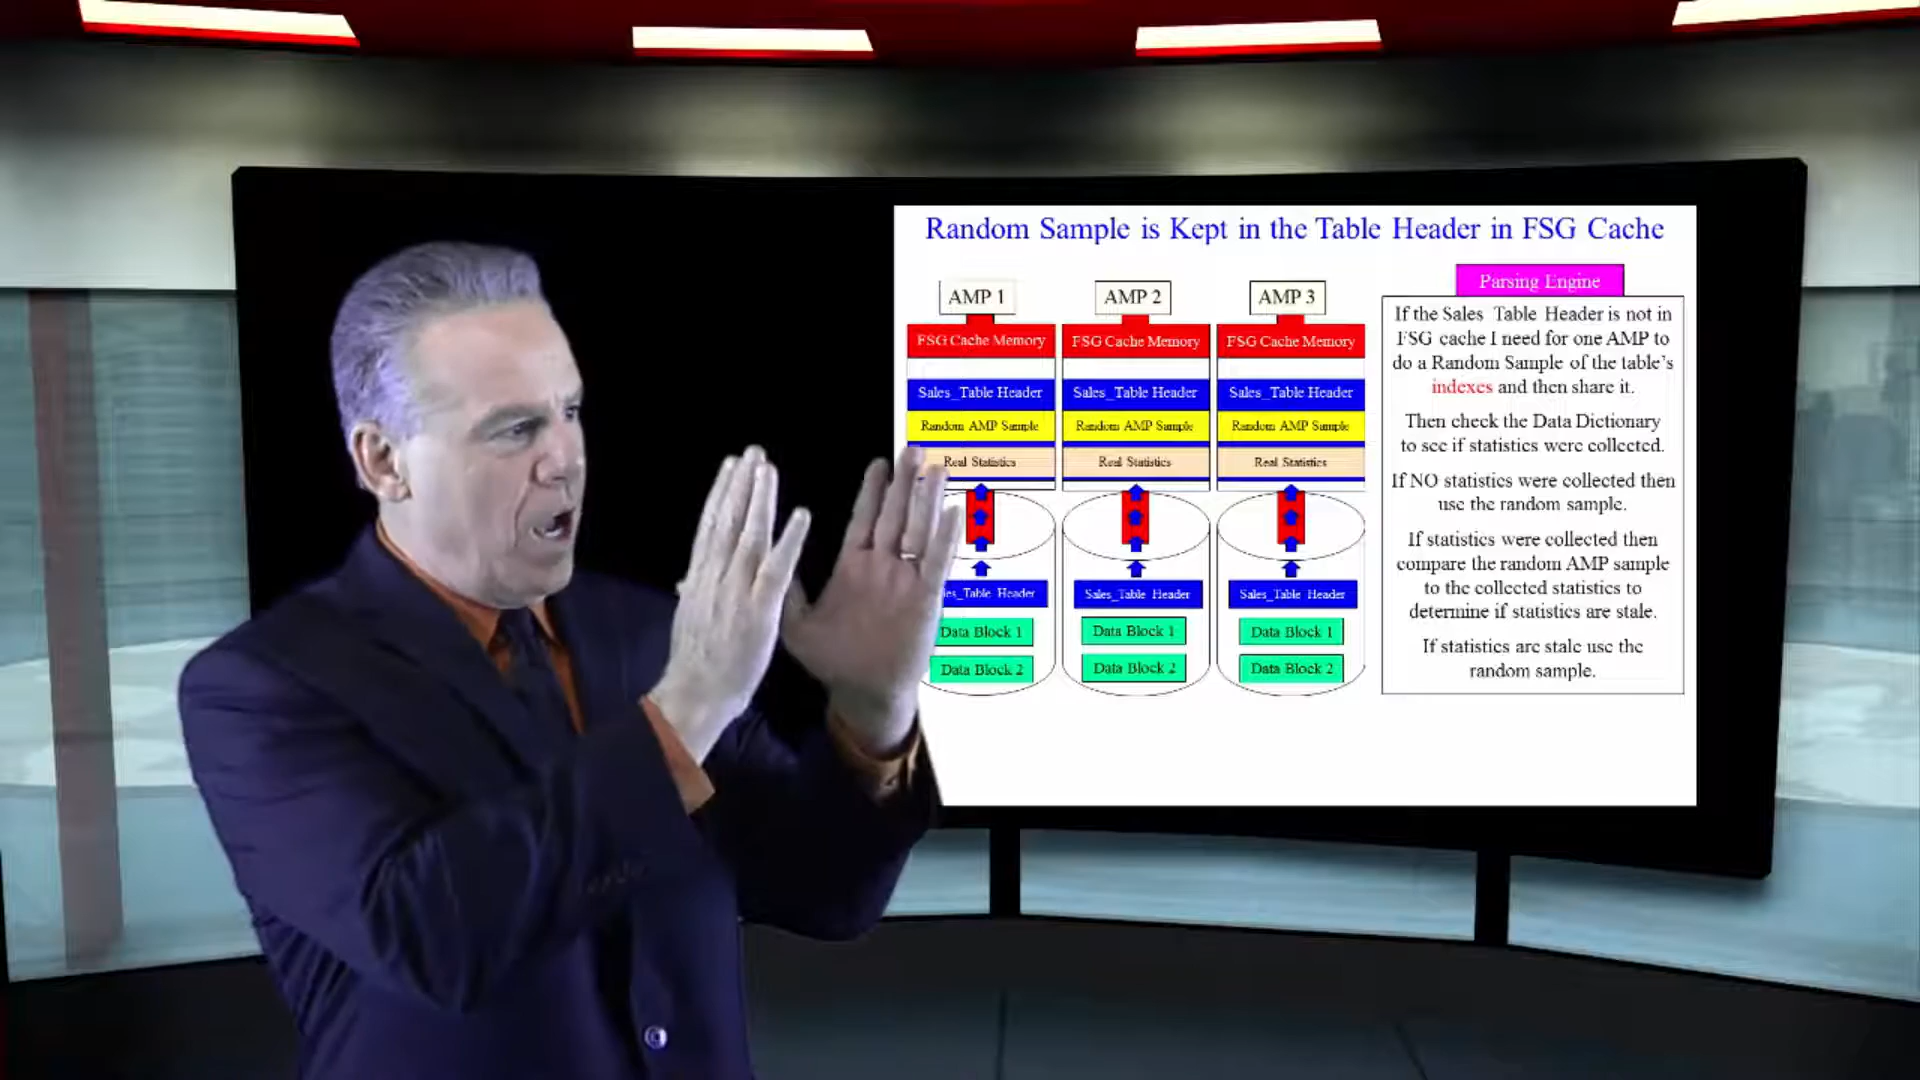 Random Sample is Kept in the Table Header in FSG Cache
AMP 1
AMP 2
AMP 3
FSG Cache Memory
FSG Cache Memory
FSG Cache Memory
Sales_Table Header
Sales_Table Header
Sales_Table Header
Random AMP Sample
Random AMP Sample
Random AMP Sample
Real Statistics
Real Statistics
Real Statistics
Table Header
Sales_Table Header
Sales_Table Header
Data Block 1
Data Block 1
Data Block 1
Data Block 2
Data Block 2
Data Block 2
Parsing Engine
If the Sales Table Header is not in
FSG cache I need for one AMP to
do a Random Sample of the table's
indexes and then share it.
Then check the Data Dictionary
to see if statistics were collected.
If NO statistics were collected then
use the random sample.
If statistics were collected then
compare the random AMP sample
to the collected statistics to
determine if statistics are stale.
If statistics are stale use the
random sample.